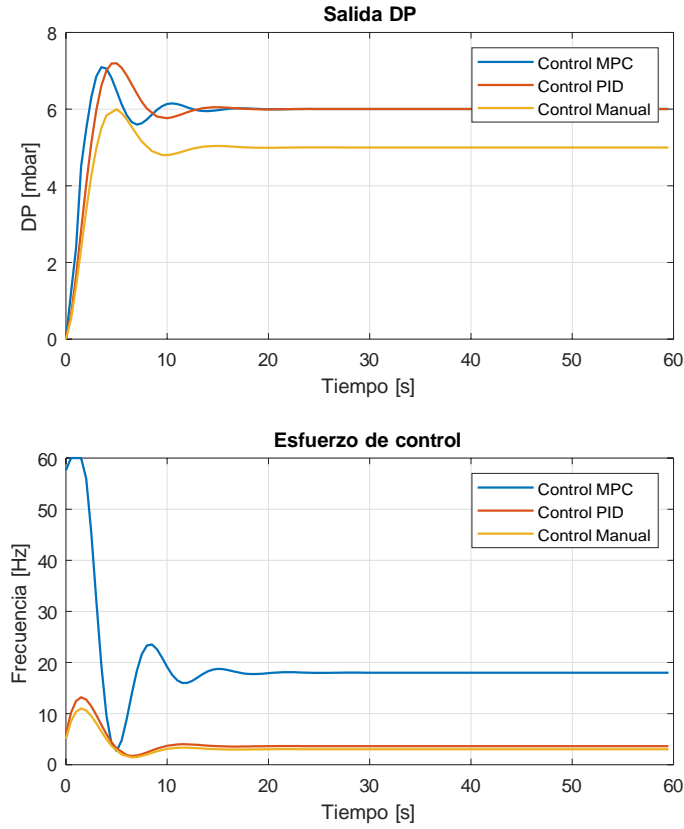 Salida DP
8
6
4
2
0
DP [mbar]
Control MPC
Control PID
Control Manual
0 10 20 30 40 50 60
Tiempo [s]
Esfuerzo de control
60
50
40
30
20
10
0
Frecuencia [Hz]
Control MPC
Control PID
Control Manual
0 10 20 30 40 50 60
Tiempo [s]